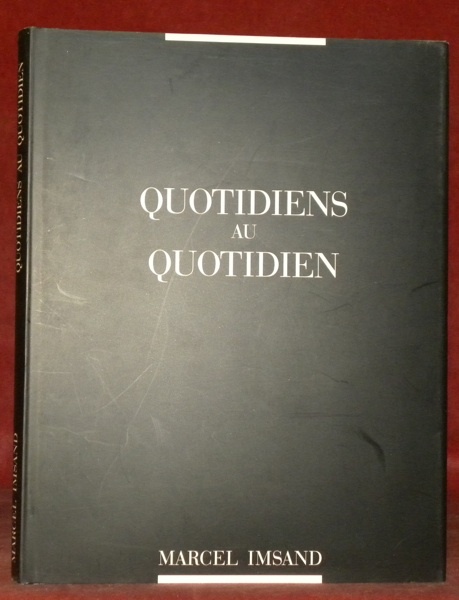 QUOTIDIENS
AU
QUOTIDIEN
MARCEL IMSAND
QUOTIDIENS AU QUOTIDIEN
MARCEL IMSAND